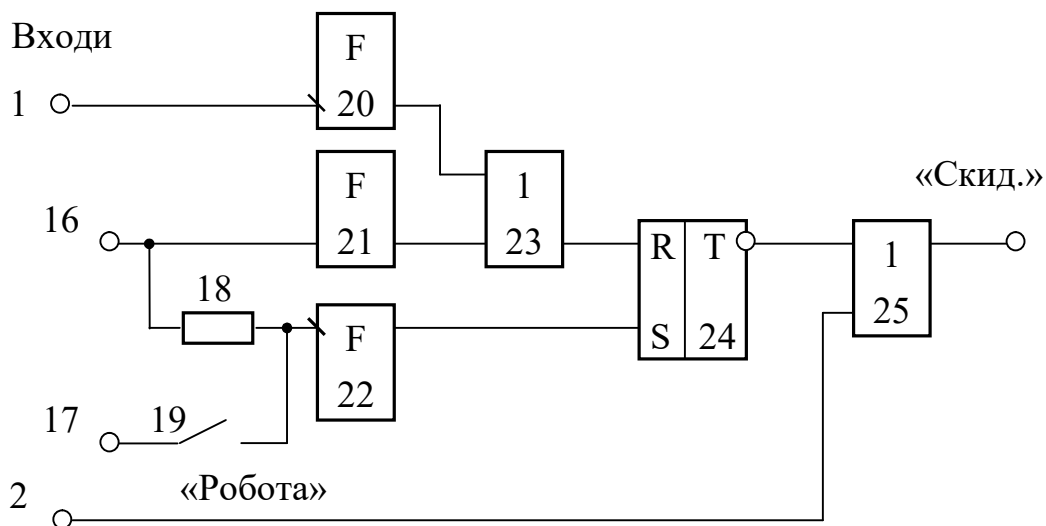 Входи
F
20
1
F
21
1
23
«Скид.»
16
R T
1
25
18
S 24
F
22
17 19
«Робота»
2